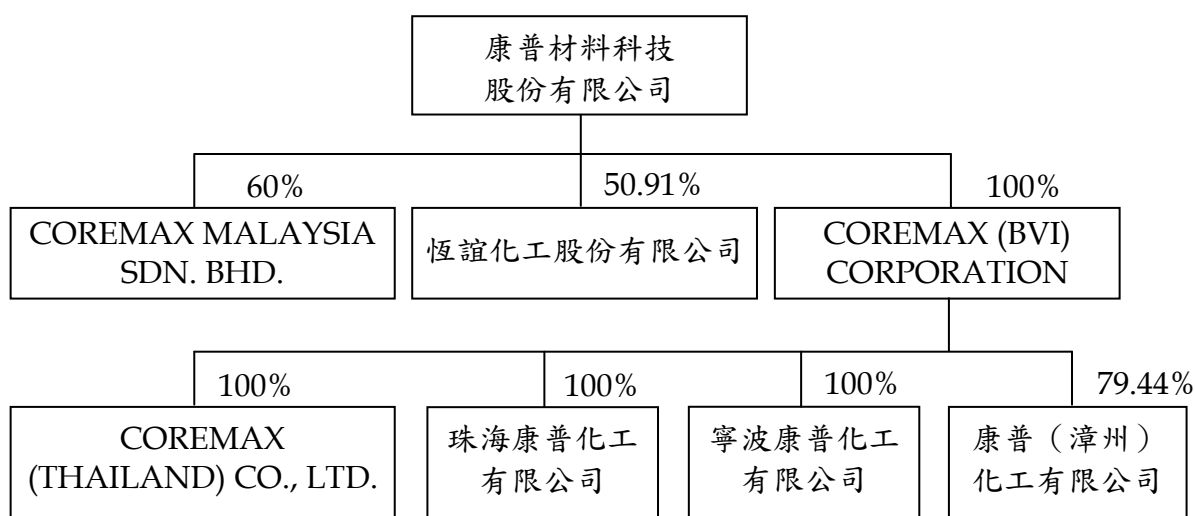 康普材料科技
股份有限公司
60%
50.91%
100%
COREMAX MALAYSIA
SDN. BHD.
恆誼化工股份有限公司
COREMAX (BVI)
CORPORATION
100%
100%
100%
79.44%
COREMAX
(THAILAND) CO., LTD.
珠海康普化工
有限公司
寧波康普化工
有限公司
康普（漳州）
化工有限公司